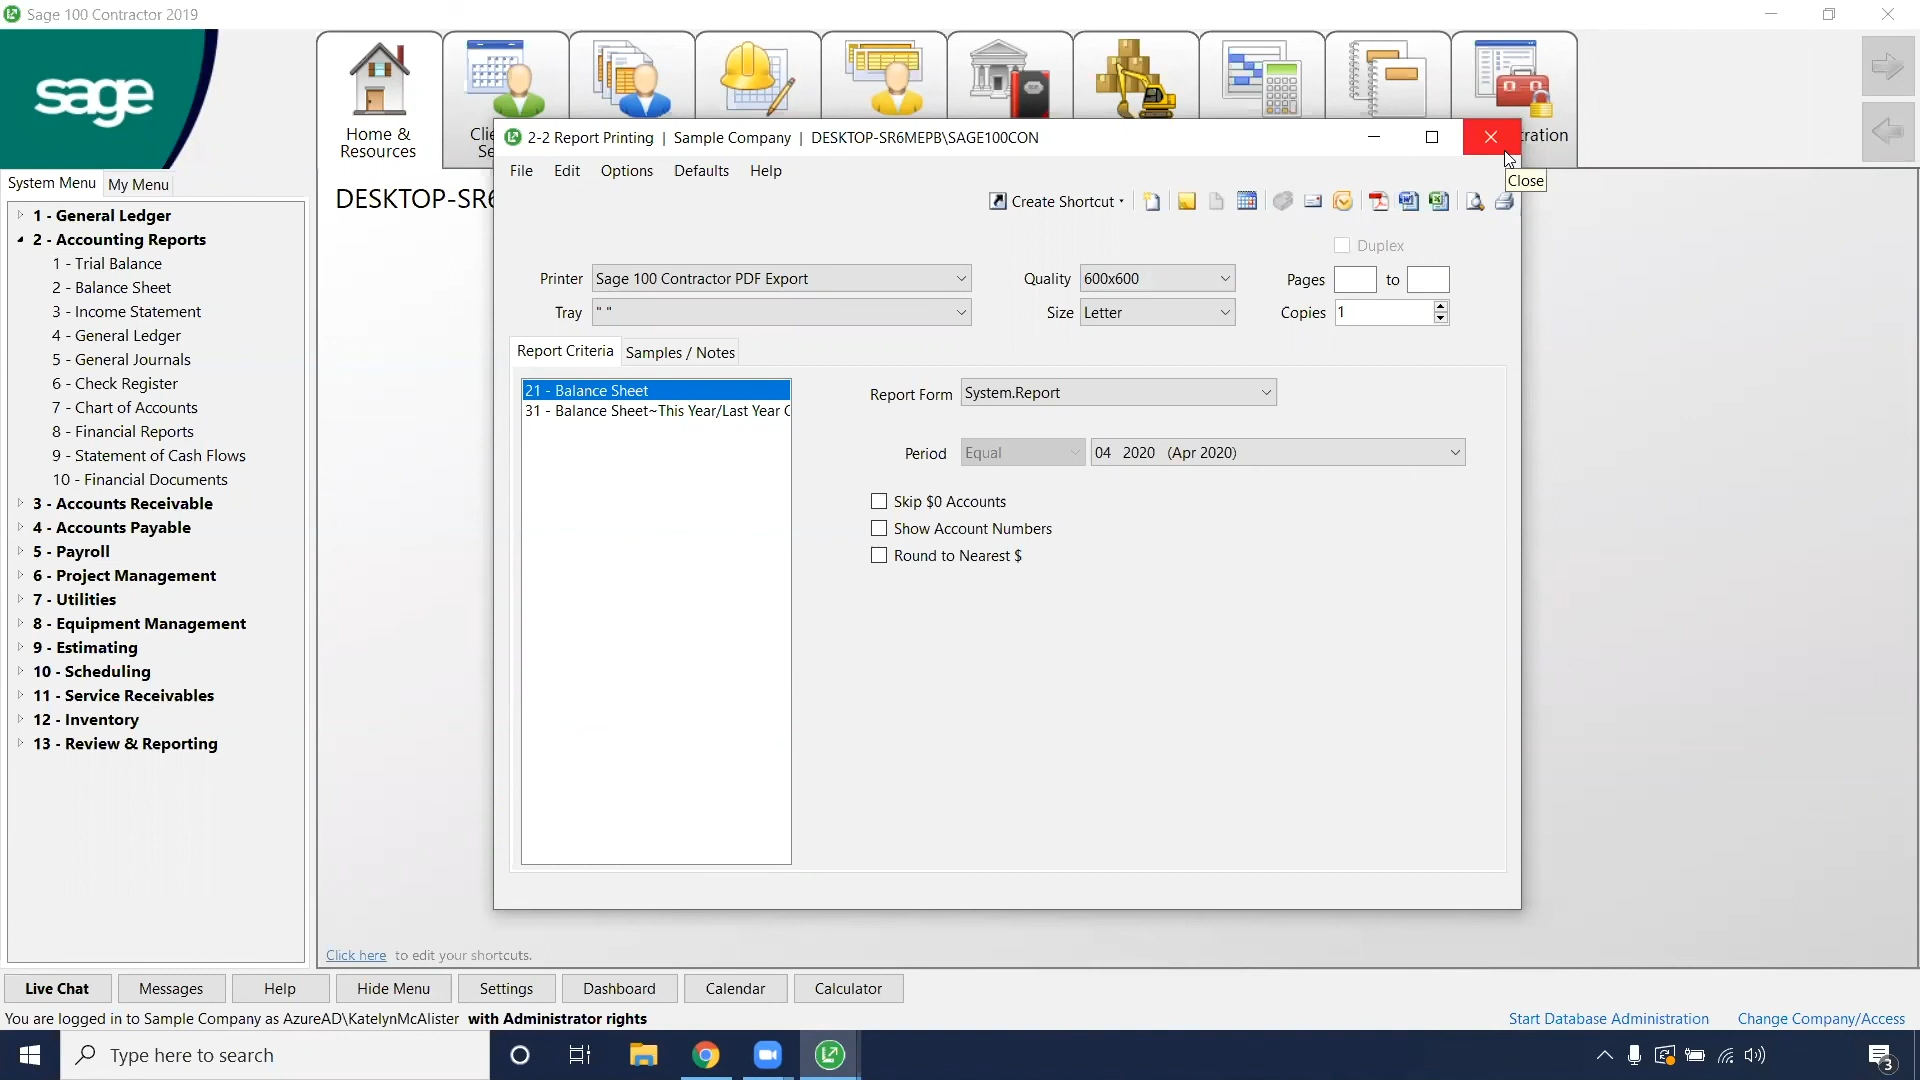 Sage 100 Contractor 2019
sage
Home &
Resources
Clie
Se
ration
2-2 Report Printing | Sample Company | DESKTOP-SR6MEPB\SAGE100CON
Close
File Edit Options Defaults Help
System Menu My Menu
DESKTOP-SR6
Create Shortcut
1 - General Ledger
2 - Accounting Reports
1 - Trial Balance
2 - Balance Sheet
3 - Income Statement
4 - General Ledger
5 - General Journals
6 - Check Register
7 - Chart of Accounts
8 - Financial Reports
9 - Statement of Cash Flows
10 - Financial Documents
3 - Accounts Receivable
4 - Accounts Payable
5 - Payroll
6 - Project Management
7 - Utilities
8 - Equipment Management
9 - Estimating
10 - Scheduling
11 - Service Receivables
12 - Inventory
13 - Review & Reporting
Duplex
Printer Sage 100 Contractor PDF Export Quality 600x600 Pages to
Tray " " Size Letter Copies 1
Report Criteria Samples / Notes
21 - Balance Sheet
31 - Balance Sheet~This Year/Last Year C
Report Form System.Report
Period Equal 04 2020 (Apr 2020)
Skip $0 Accounts
Show Account Numbers
Round to Nearest $
Click here to edit your shortcuts.
Live Chat Messages Help Hide Menu Settings Dashboard Calendar Calculator
You are logged in to Sample Company as AzureAD\KatelynMcAlister with Administrator rights
Start Database Administration Change Company/Access
Type here to search
3